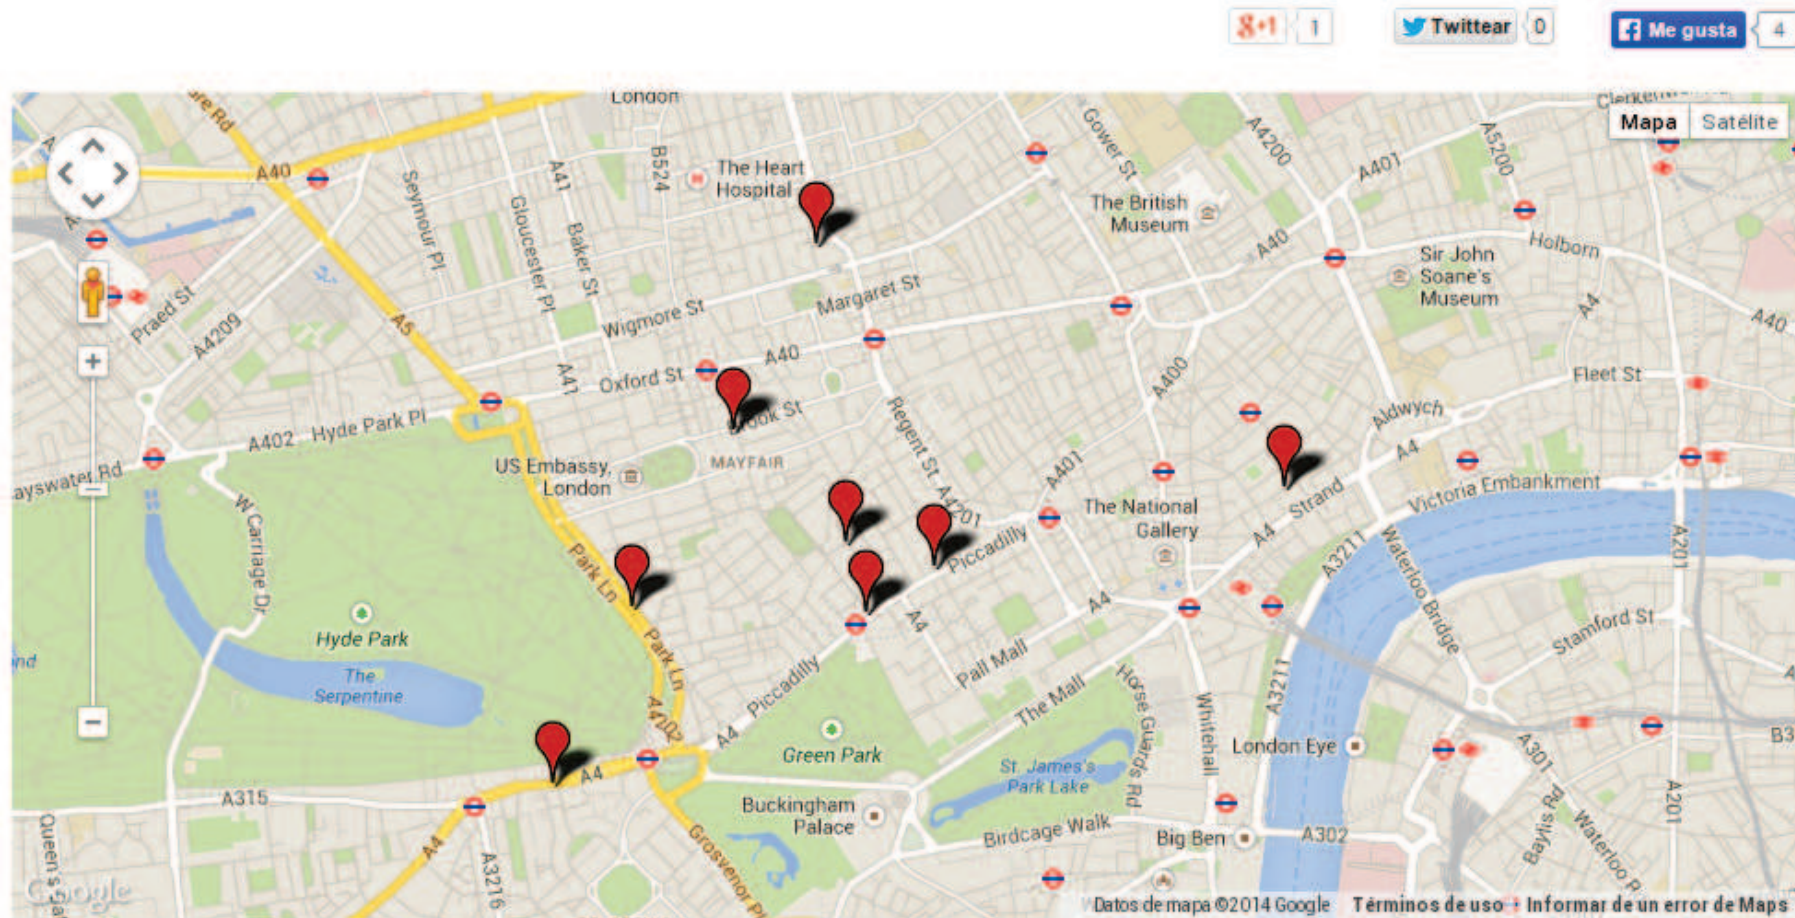 g+1 1 Twittear 0 Me gusta 4
London
Mapa Satélite
A40
A41
B524
The Heart
Hospital
Gower St
A4200
A401
A5200
Seymour Pl
Gloucester Pl
Baker St
The British
Museum
A40
Holborn
Sir John
Soane's
Museum
Praed St
A4209
A5
Wigmore St
Margaret St
A4
A40
A41
Oxford St
A40
A400
Fleet St
A402 Hyde Park Pl
Regent St
Aldwych
A4
MAYFAIR
US Embassy,
London
A401
A4201
The National
Gallery
Strand
A4
Victoria Embankment
W Carriage Dr
Park Ln
Piccadilly
A3211
Waterloo Bridge
A201
Hyde Park
A4
A4
Stamford St
The
Serpentine
Park Ln
Piccadilly
Pall Mall
The Mall
Horse Guards Rd
Whitehall
A3211
A4
Green Park
London Eye
A301
B3
A4
St. James's
Park Lake
A315
Buckingham
Palace
Birdcage Walk
Big Ben
A302
A201
Baylis Rd
Waterloo R
A4
A3216
Grosvenor Pl
Google
Datos de mapa ©2014 Google Términos de uso Informar de un error de Maps